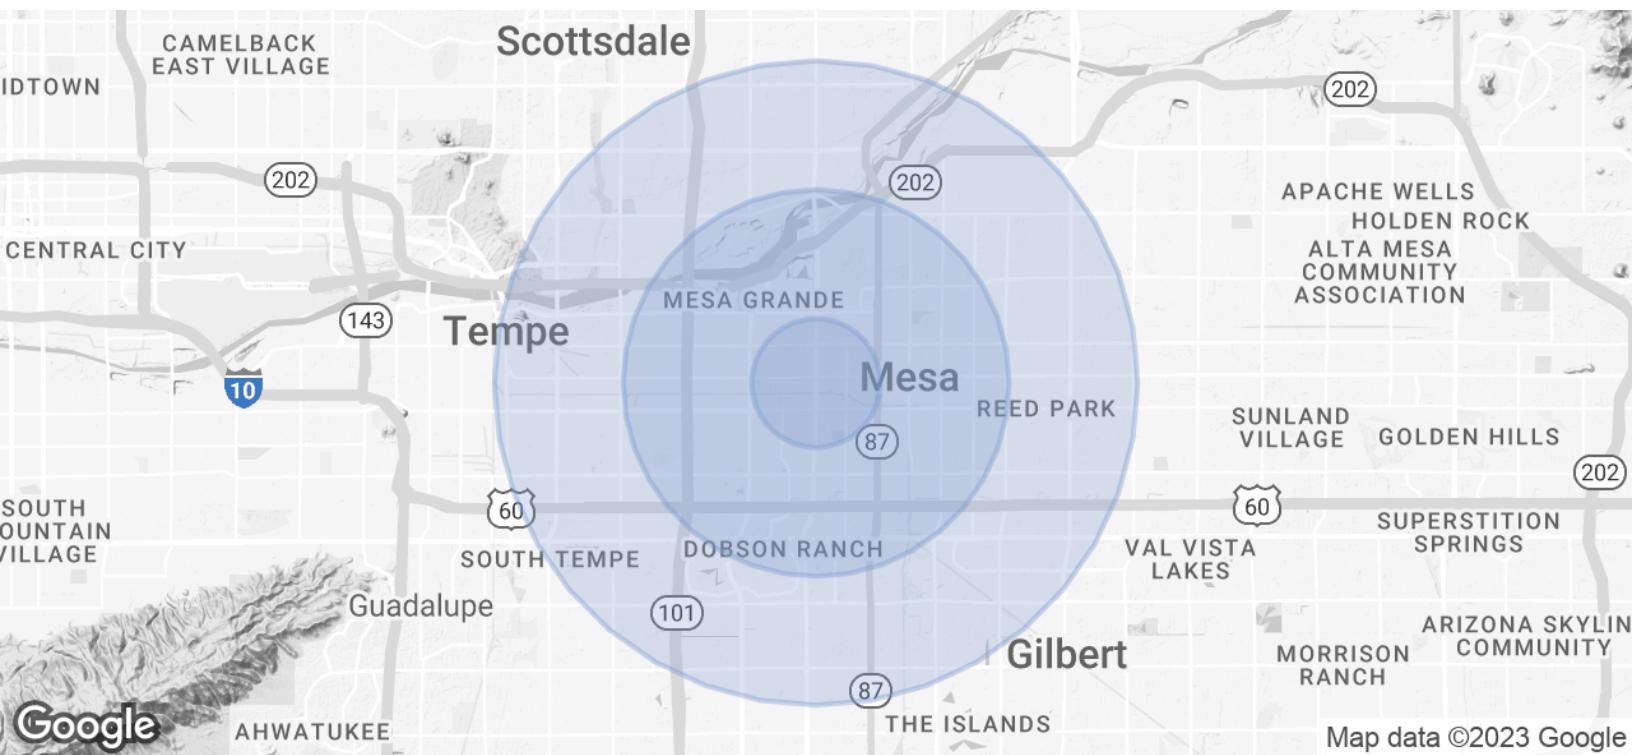 Scottsdale
CAMELBACK
EAST VILLAGE
IDTOWN
202
202
202
APACHE WELLS
HOLDEN ROCK
CENTRAL CITY
ALTA MESA
COMMUNITY
ASSOCIATION
MESA GRANDE
143
Tempe
10
Mesa
REED PARK
SUNLAND
VILLAGE
GOLDEN HILLS
87
202
60
60
SOUTH
OUNTAIN
VILLAGE
SUPERSTITION
SPRINGS
DOBSON RANCH
SOUTH TEMPE
VAL VISTA
LAKES
Guadalupe
101
ARIZONA SKYLIN
COMMUNITY
Gilbert
MORRISON
RANCH
87
Google
AHWATUKEE
THE ISLANDS
Map data ©2023 Google